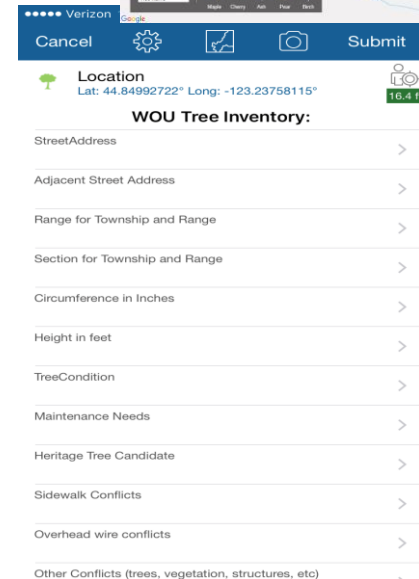 Maple Cherry Ash Pear Birch
Google
Verizon
Cancel Submit
Location
Lat: 44.84992722° Long: -123.23758115°
16.4 f
WOU Tree Inventory:
StreetAddress
Adjacent Street Address
Range for Township and Range
Section for Township and Range
Circumference in Inches
Height in feet
TreeCondition
Maintenance Needs
Heritage Tree Candidate
Sidewalk Conflicts
Overhead wire conflicts
Other Conflicts (trees, vegetation, structures, etc)